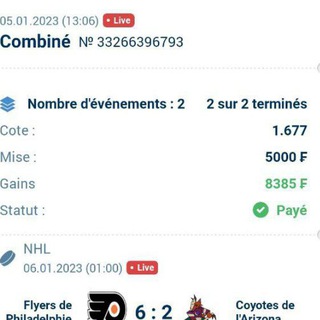 05.01.2023 (13:06) Live
Combiné № 33266396793
Nombre d'événements : 2 2 sur 2 terminés
Cote : 1.677
Mise : 5000 ₣
Gains 8385 ₣
Statut : Payé
NHL
06.01.2023 (01:00) Live
Flyers de 6 : 2 Coyotes de
Philadelphie l'Arizona